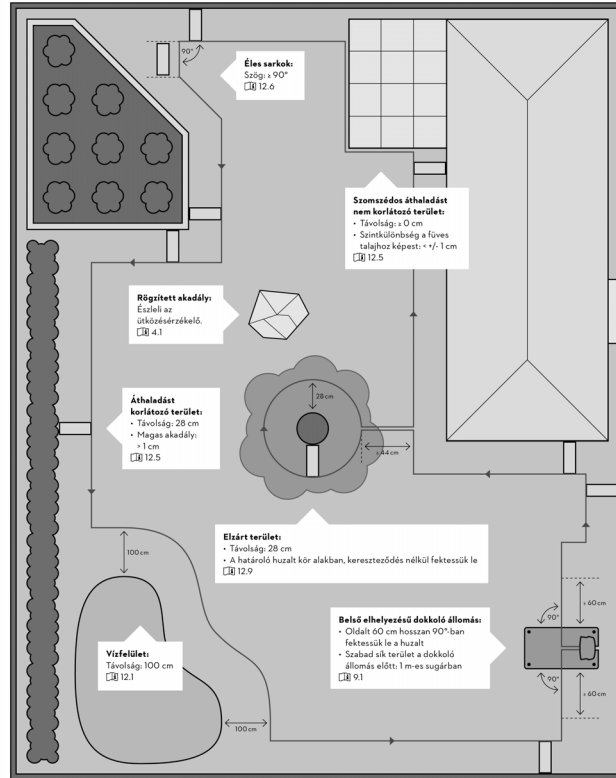 90°
Éles sarkok:
Szög: ≥ 90°
12.6
Szomszédos áthaladást
nem korlátozó terület:
• Távolság: ≥ 0 cm
• Szintkülönbség a füves
talajhoz képest: < +/- 1 cm
12.5
Rögzített akadály:
Észleli az
ütközésérzékelő.
4.1
28 cm
Áthaladást
korlátozó terület:
• Távolság: 28 cm
• Magas akadály:
> 1 cm
12.5
≥ 44 cm
Elzárt terület:
• Távolság: 28 cm
• A határoló huzalt kör alakban, kereszteződés nélkül fektessük le
12.9
100 cm
≥ 60 cm
90°
Belső elhelyezésű dokkoló állomás:
• Oldalt 60 cm hosszan 90°-ban
fektessük le a huzalt
• Szabad sík terület a dokkoló
állomás előtt: 1 m-es sugárban
9.1
Vízfelület:
Távolság: 100 cm
12.1
90°
≥ 60 cm
100 cm